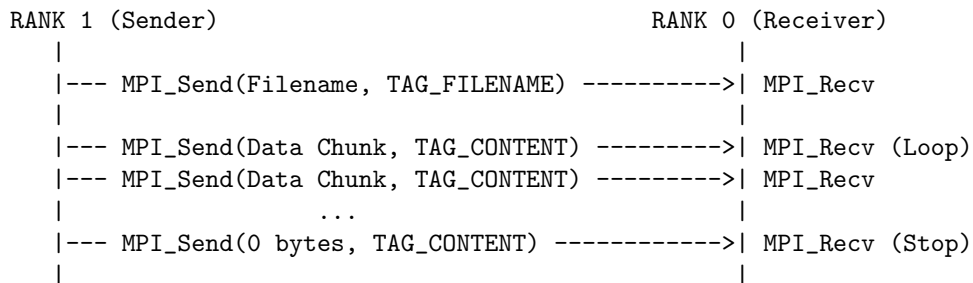 RANK 1 (Sender)                                RANK 0 (Receiver)
   |                                               |
   |--- MPI_Send(Filename, TAG_FILENAME) ---------->| MPI_Recv
   |                                               |
   |--- MPI_Send(Data Chunk, TAG_CONTENT) --------->| MPI_Recv (Loop)
   |--- MPI_Send(Data Chunk, TAG_CONTENT) --------->| MPI_Recv
   |                  ...                          |
   |--- MPI_Send(0 bytes, TAG_CONTENT) ------------>| MPI_Recv (Stop)
   |                                               |